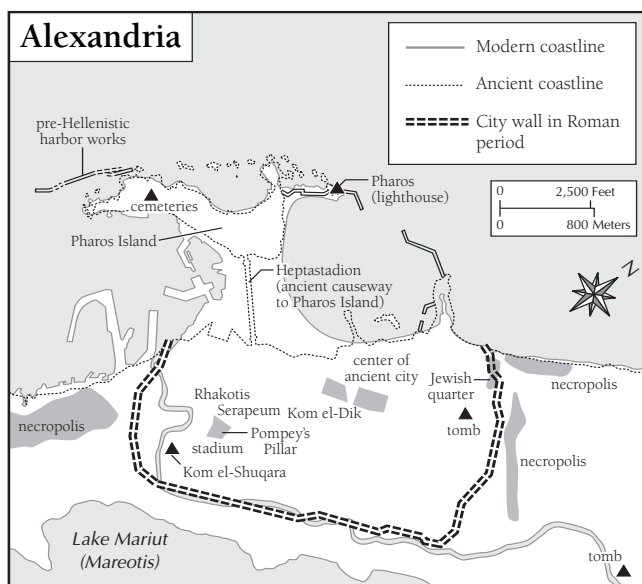 Alexandria
Modern coastline
Ancient coastline
City wall in Roman
period
0
2,500 Feet
0
800 Meters
N
pre-Hellenistic
harbor works
cemeteries
Pharos
(lighthouse)
Pharos Island
Heptastadion
(ancient causeway
to Pharos Island)
center of
ancient city
Jewish
quarter
necropolis
Rhakotis
Serapeum
Kom el-Dik
necropolis
Pompey's
Pillar
stadium
tomb
Kom el-Shuqara
necropolis
Lake Mariut
(Mareotis)
tomb